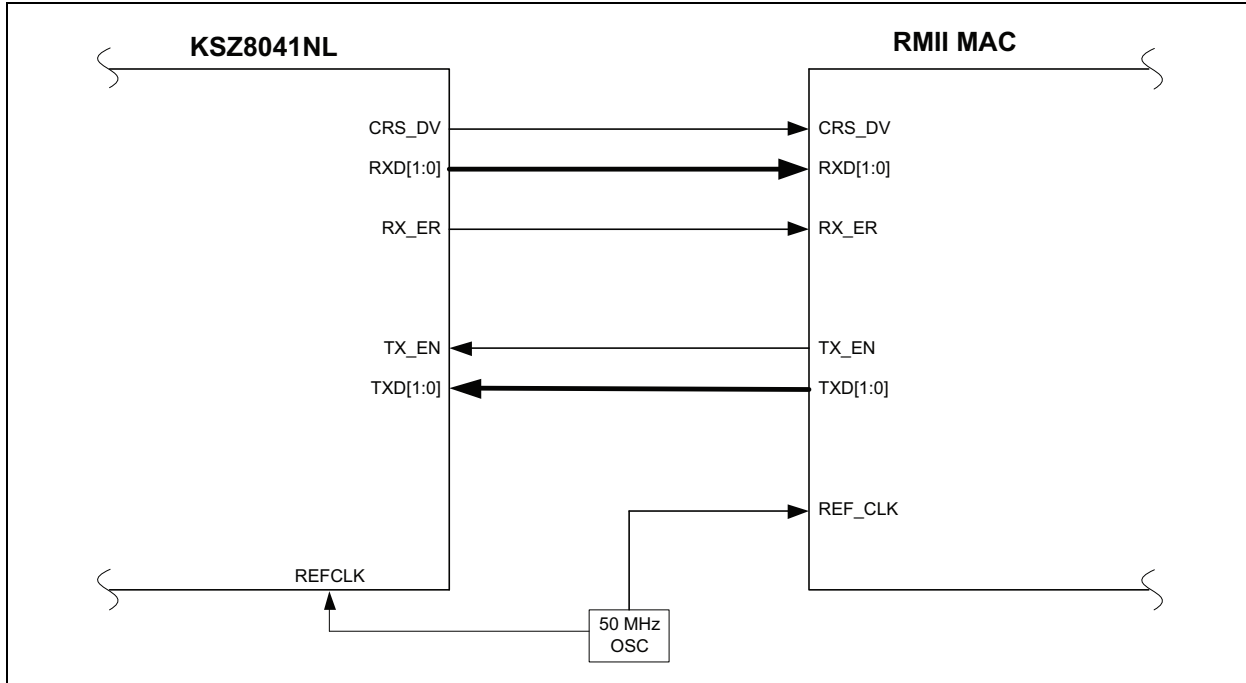 KSZ8041NL
RMII MAC
CRS_DV
CRS_DV
RXD[1:0]
RXD[1:0]
RX_ER
RX_ER
TX_EN
TX_EN
TXD[1:0]
TXD[1:0]
REF_CLK
REFCLK
50 MHz
OSC